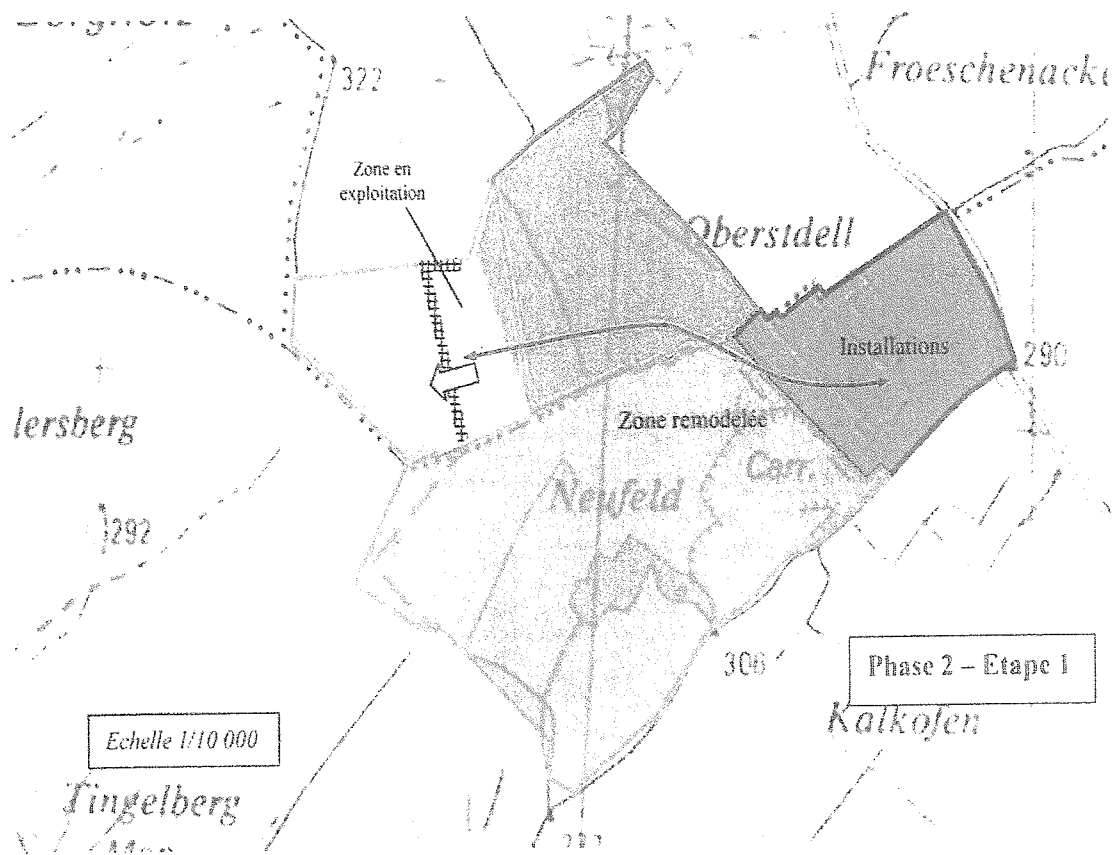 322
Froeschenacke
Zone en
exploitation
Oberstdell
Installations
290
lersberg
Zone remodelée
Carr.
Neufeld
292
306
Phase 2 – Etape 1
Kalkofen
Echelle 1/10 000
Tingelberg